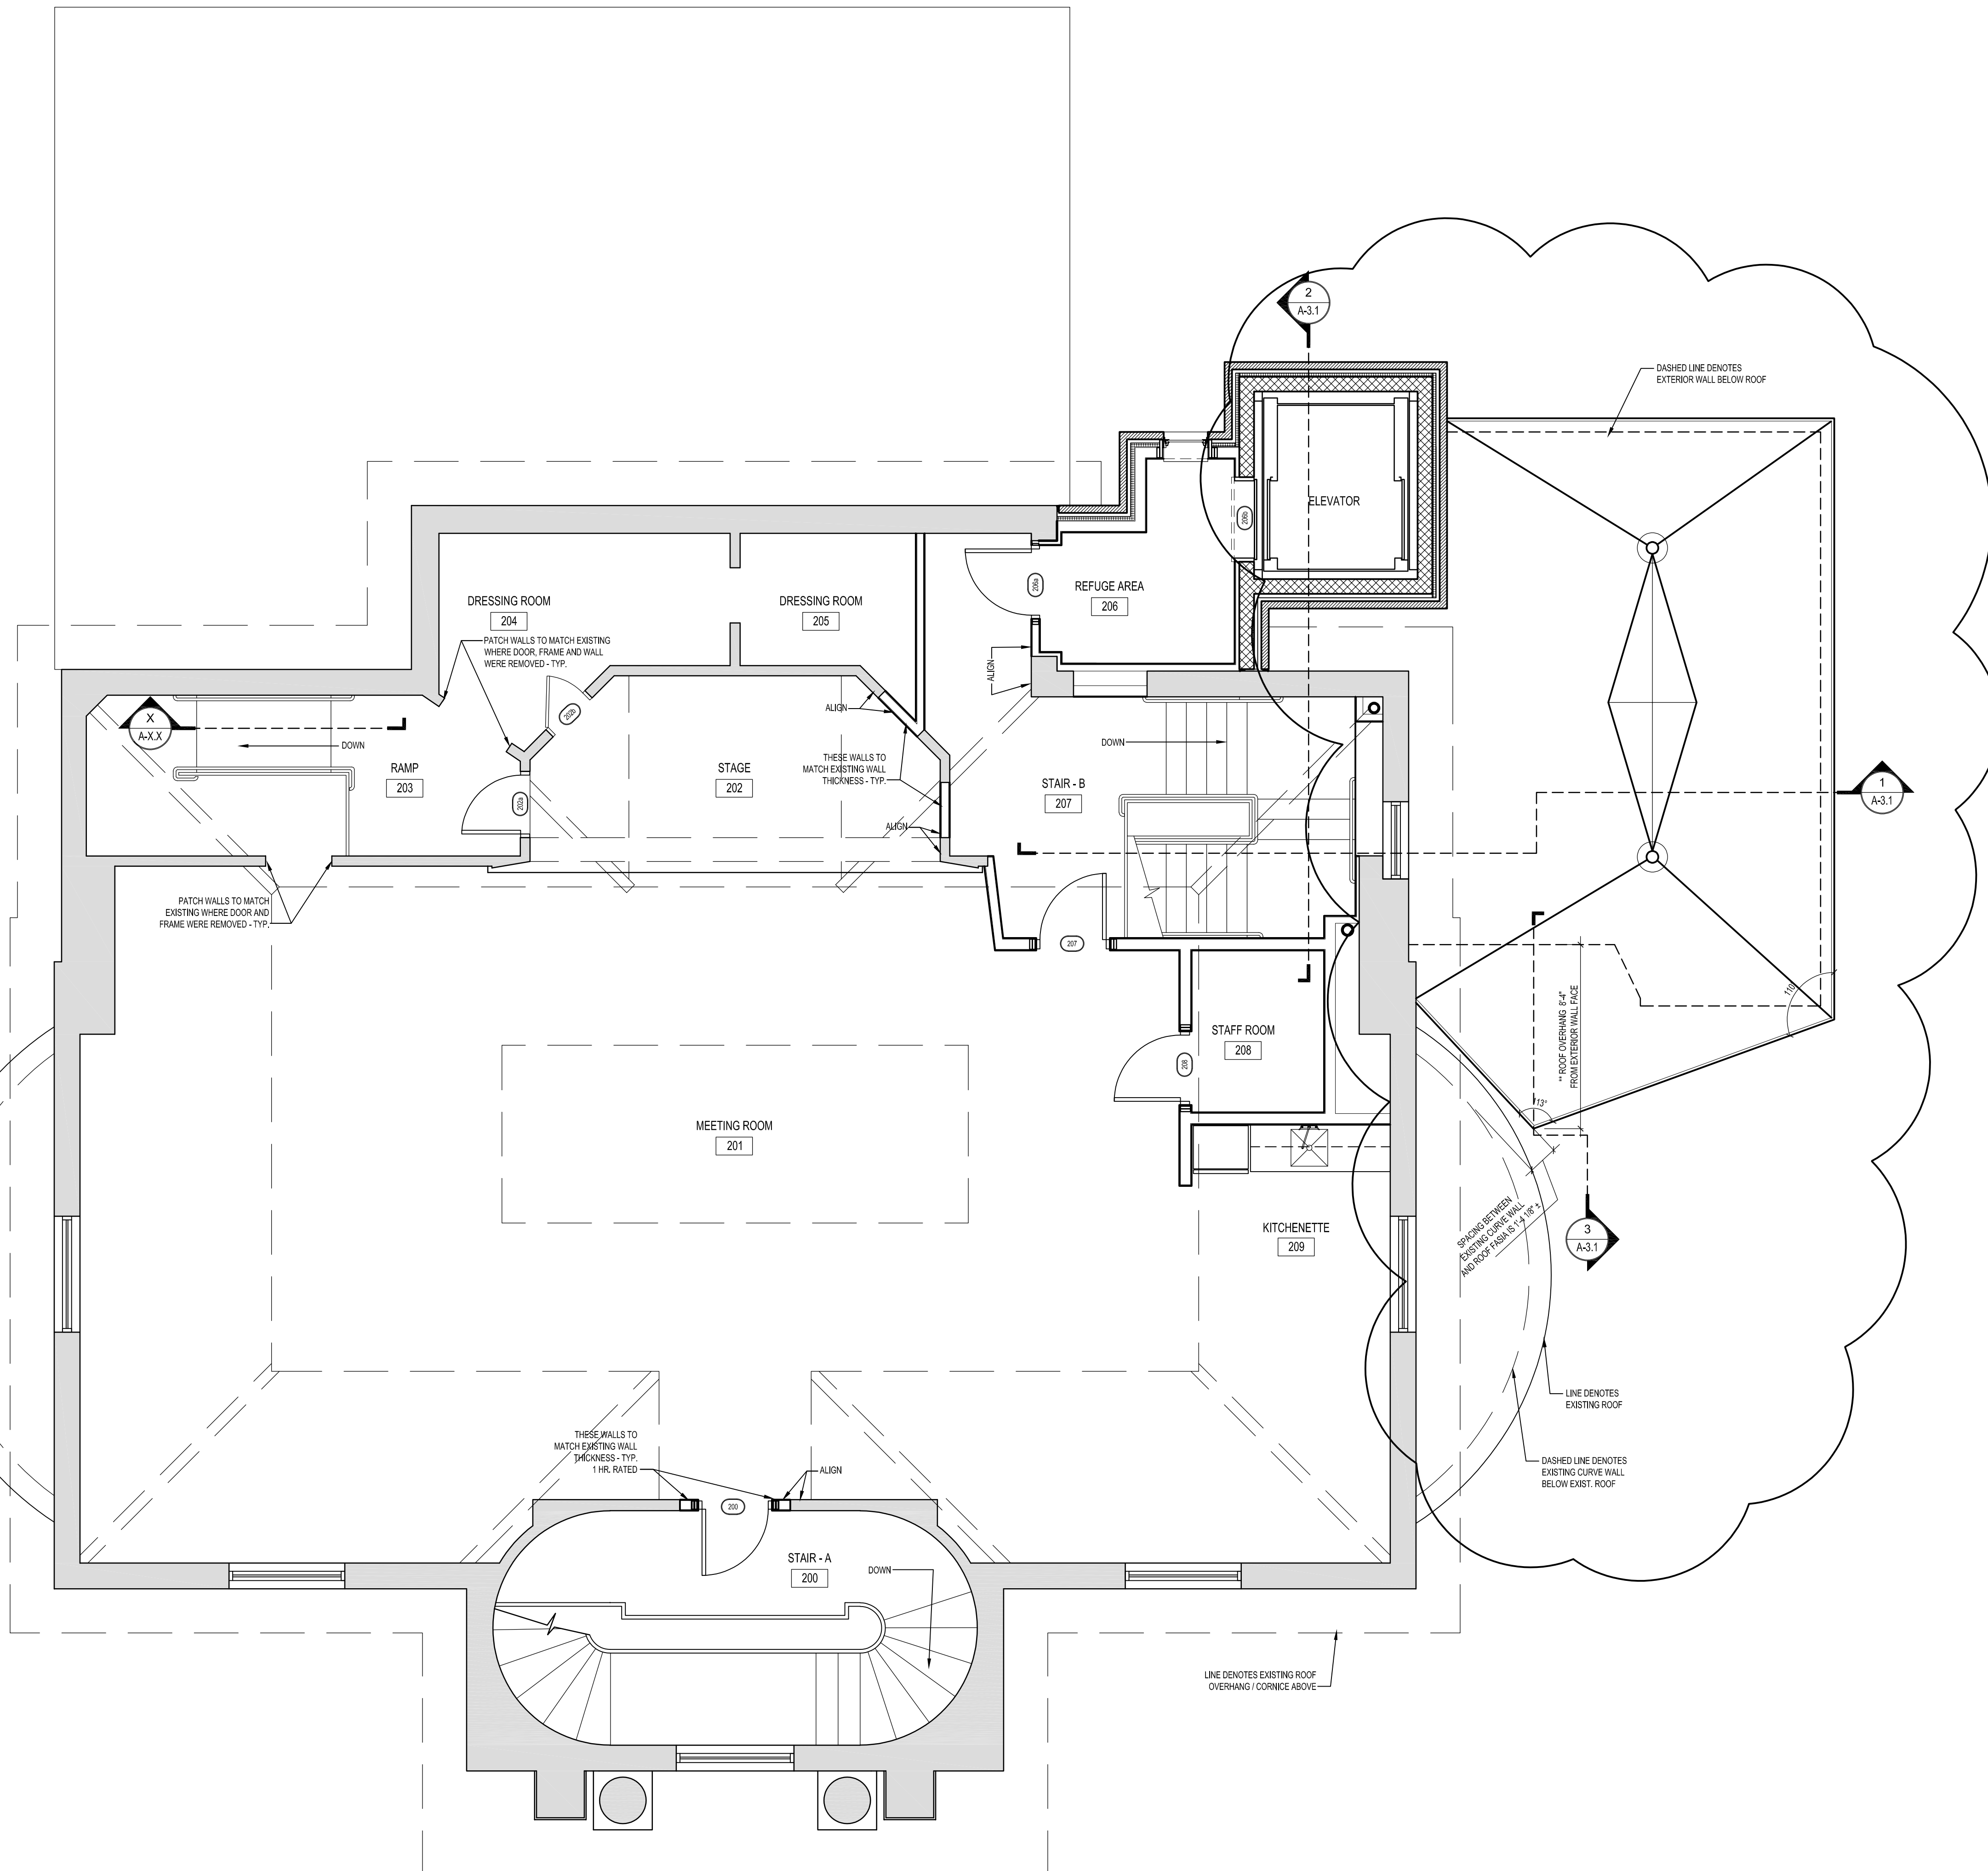 2
A-3.1
DASHED LINE DENOTES
EXTERIOR WALL BELOW ROOF
ELEVATOR
206b
DRESSING ROOM
204
DRESSING ROOM
205
206a
REFUGE AREA
206
PATCH WALLS TO MATCH EXISTING
WHERE DOOR, FRAME AND WALL
WERE REMOVED - TYP.
ALIGN
X
A-X.X
DOWN
202b
ALIGN
RAMP
203
STAGE
202
THESE WALLS TO
MATCH EXISTING WALL
THICKNESS - TYP.
DOWN
STAIR - B
207
202a
ALIGN
1
A-3.1
PATCH WALLS TO MATCH
EXISTING WHERE DOOR AND
FRAME WERE REMOVED - TYP.
207
110°
** ROOF OVERHANG 8'-4"
FROM EXTERIOR WALL FACE
STAFF ROOM
208
208
113°
MEETING ROOM
201
SPACING BETWEEN
EXISTING CURVE WALL
AND ROOF FASIA IS 1'-4 1/8" ±
KITCHENETTE
209
3
A-3.1
LINE DENOTES
EXISTING ROOF
THESE WALLS TO
MATCH EXISTING WALL
THICKNESS - TYP.
1 HR. RATED
ALIGN
DASHED LINE DENOTES
EXISTING CURVE WALL
BELOW EXIST. ROOF
200
STAIR - A
200
DOWN
LINE DENOTES EXISTING ROOF
OVERHANG / CORNICE ABOVE